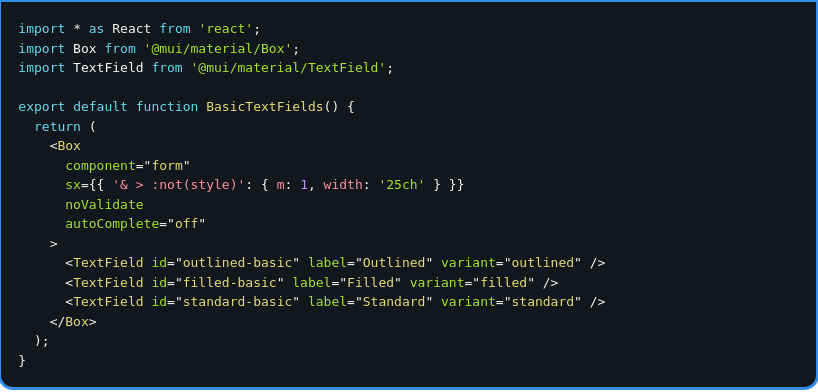 import * as React from 'react';
import Box from '@mui/material/Box';
import TextField from '@mui/material/TextField';

export default function BasicTextFields() {
  return (
    <Box
      component="form"
      sx={{ '& > :not(style)': { m: 1, width: '25ch' } }}
      noValidate
      autoComplete="off"
    >
      <TextField id="outlined-basic" label="Outlined" variant="outlined" />
      <TextField id="filled-basic" label="Filled" variant="filled" />
      <TextField id="standard-basic" label="Standard" variant="standard" />
    </Box>
  );
}